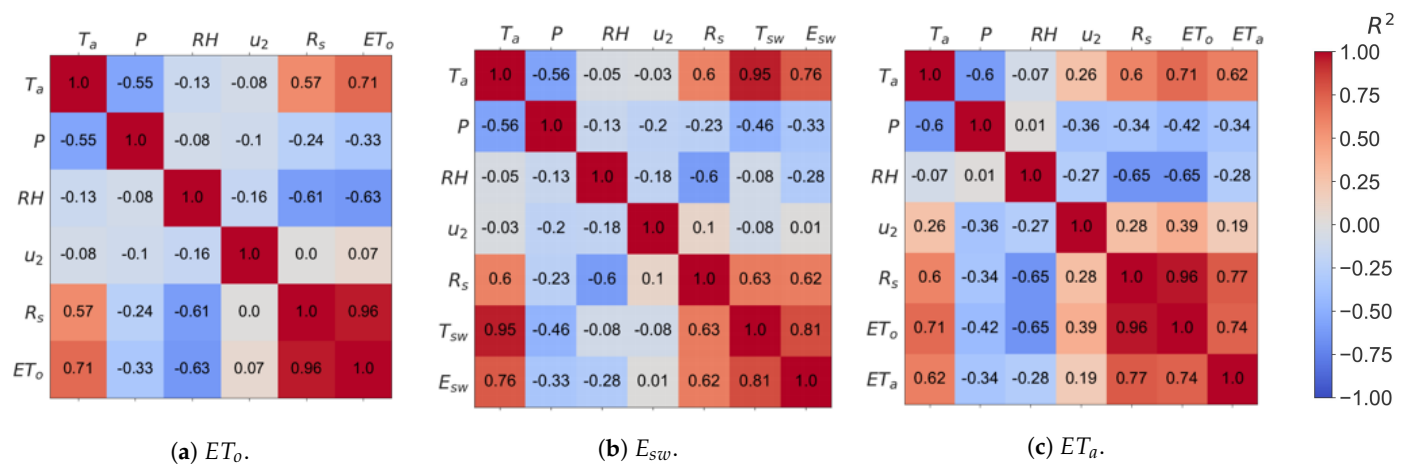 T_a P RH u_2 R_s ET_o
T_a 1.0 -0.55 -0.13 -0.08 0.57 0.71
P -0.55 1.0 -0.08 -0.1 -0.24 -0.33
RH -0.13 -0.08 1.0 -0.16 -0.61 -0.63
u_2 -0.08 -0.1 -0.16 1.0 0.0 0.07
R_s 0.57 -0.24 -0.61 0.0 1.0 0.96
ET_o 0.71 -0.33 -0.63 0.07 0.96 1.0
(a) ET_o.
T_a P RH u_2 R_s T_sw E_sw
T_a 1.0 -0.56 -0.05 -0.03 0.6 0.95 0.76
P -0.56 1.0 -0.13 -0.2 -0.23 -0.46 -0.33
RH -0.05 -0.13 1.0 -0.18 -0.6 -0.08 -0.28
u_2 -0.03 -0.2 -0.18 1.0 0.1 -0.08 0.01
R_s 0.6 -0.23 -0.6 0.1 1.0 0.63 0.62
T_sw 0.95 -0.46 -0.08 -0.08 0.63 1.0 0.81
E_sw 0.76 -0.33 -0.28 0.01 0.62 0.81 1.0
(b) E_sw.
T_a P RH u_2 R_s ET_o ET_a
T_a 1.0 -0.6 -0.07 0.26 0.6 0.71 0.62
P -0.6 1.0 0.01 -0.36 -0.34 -0.42 -0.34
RH -0.07 0.01 1.0 -0.27 -0.65 -0.65 -0.28
u_2 0.26 -0.36 -0.27 1.0 0.28 0.39 0.19
R_s 0.6 -0.34 -0.65 0.28 1.0 0.96 0.77
ET_o 0.71 -0.42 -0.65 0.39 0.96 1.0 0.74
ET_a 0.62 -0.34 -0.28 0.19 0.77 0.74 1.0
(c) ET_a.
R^2
1.00
0.75
0.50
0.25
0.00
−0.25
−0.50
−0.75
−1.00